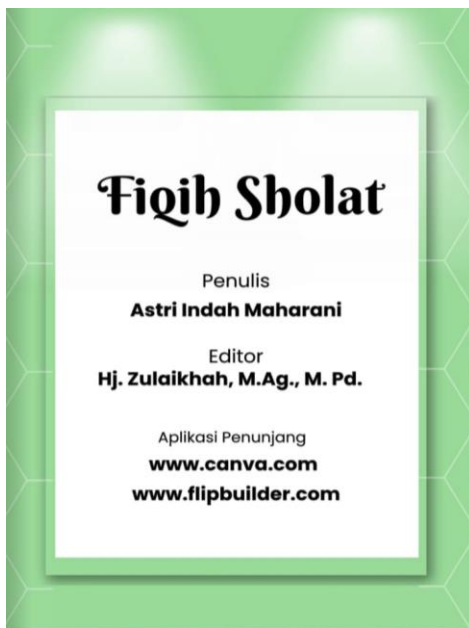 Fiqih Sholat
Penulis
Astri Indah Maharani
Editor
Hj. Zulaikhah, M.Ag., M. Pd.
Aplikasi Penunjang
www.canva.com
www.flipbuilder.com